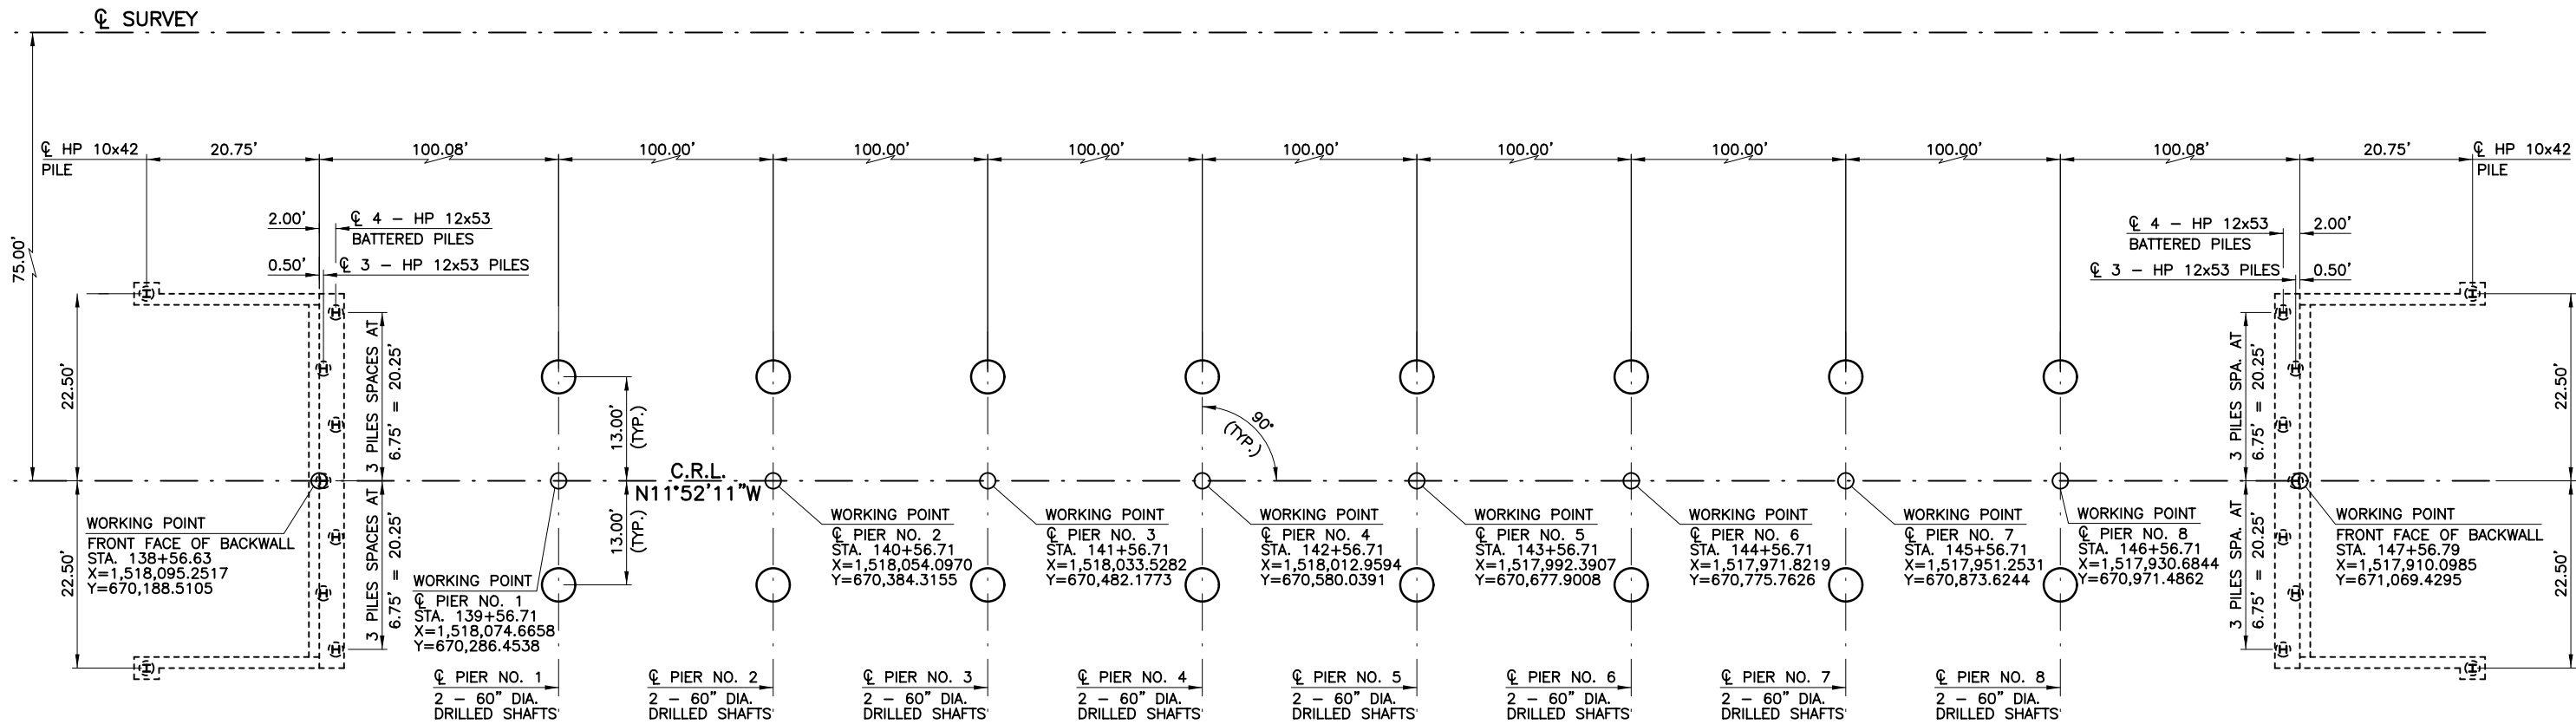 ℄ SURVEY
75.00'
℄ HP 10x42
PILE
20.75'
100.08'
100.00'
100.00'
100.00'
100.00'
100.00'
100.00'
100.00'
100.08'
20.75'
℄ HP 10x42
PILE
2.00'
℄ 4 - HP 12x53
BATTERED PILES
0.50'
℄ 3 - HP 12x53 PILES
℄ 4 - HP 12x53
BATTERED PILES
2.00'
℄ 3 - HP 12x53 PILES
0.50'
22.50'
22.50'
3 PILES SPACES AT
6.75' = 20.25'
3 PILES SPACES AT
6.75' = 20.25'
13.00'
(TYP.)
13.00'
(TYP.)
90°
(TYP.)
C.R.L.
N11°52'11"W
3 PILES SPA. AT
6.75' = 20.25'
3 PILES SPA. AT
6.75' = 20.25'
22.50'
22.50'
WORKING POINT
FRONT FACE OF BACKWALL
STA. 138+56.63
X=1,518,095.2517
Y=670,188.5105
WORKING POINT
℄ PIER NO. 1
STA. 139+56.71
X=1,518,074.6658
Y=670,286.4538
WORKING POINT
℄ PIER NO. 2
STA. 140+56.71
X=1,518,054.0970
Y=670,384.3155
WORKING POINT
℄ PIER NO. 3
STA. 141+56.71
X=1,518,033.5282
Y=670,482.1773
WORKING POINT
℄ PIER NO. 4
STA. 142+56.71
X=1,518,012.9594
Y=670,580.0391
WORKING POINT
℄ PIER NO. 5
STA. 143+56.71
X=1,517,992.3907
Y=670,677.9008
WORKING POINT
℄ PIER NO. 6
STA. 144+56.71
X=1,517,971.8219
Y=670,775.7626
WORKING POINT
℄ PIER NO. 7
STA. 145+56.71
X=1,517,951.2531
Y=670,873.6244
WORKING POINT
℄ PIER NO. 8
STA. 146+56.71
X=1,517,930.6844
Y=670,971.4862
WORKING POINT
FRONT FACE OF BACKWALL
STA. 147+56.79
X=1,517,910.0985
Y=671,069.4295
℄ PIER NO. 1
2 - 60" DIA.
DRILLED SHAFTS
℄ PIER NO. 2
2 - 60" DIA.
DRILLED SHAFTS
℄ PIER NO. 3
2 - 60" DIA.
DRILLED SHAFTS
℄ PIER NO. 4
2 - 60" DIA.
DRILLED SHAFTS
℄ PIER NO. 5
2 - 60" DIA.
DRILLED SHAFTS
℄ PIER NO. 6
2 - 60" DIA.
DRILLED SHAFTS
℄ PIER NO. 7
2 - 60" DIA.
DRILLED SHAFTS
℄ PIER NO. 8
2 - 60" DIA.
DRILLED SHAFTS